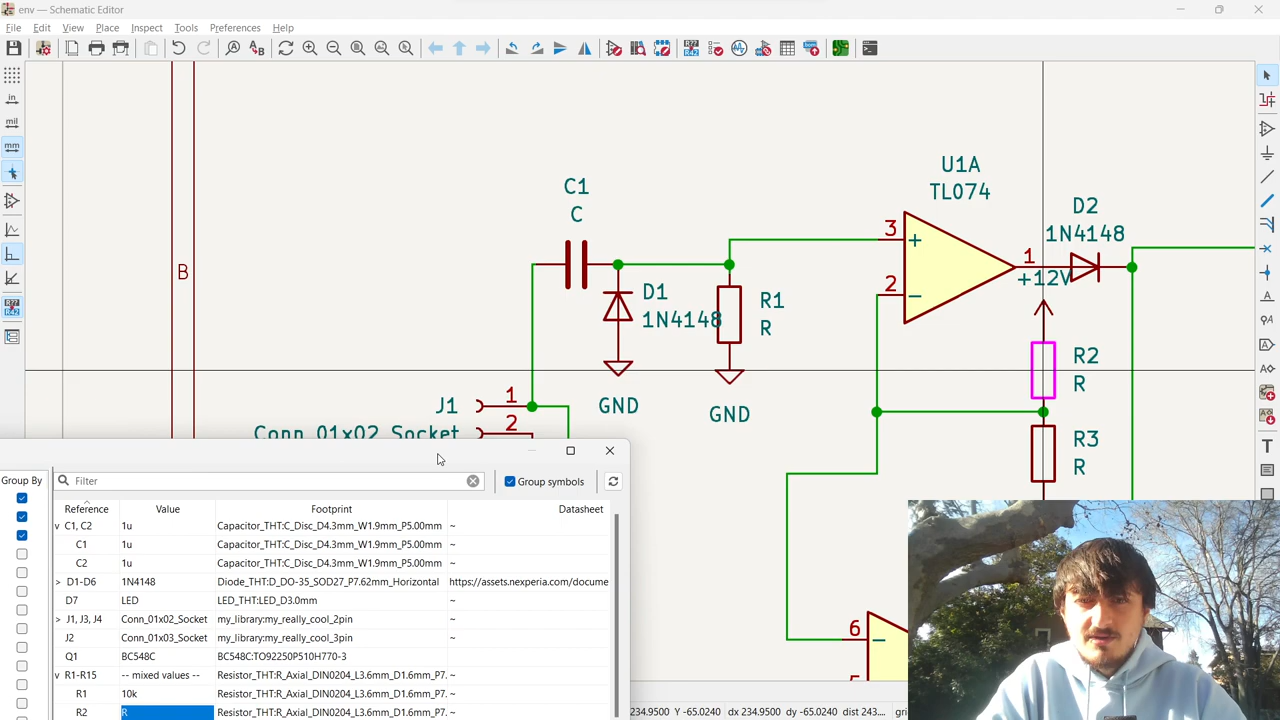 env — Schematic Editor
File Edit View Place Inspect Tools Preferences Help
in
mil
mm
B
C1
C
D1
1N4148
GND
R1
R
GND
U1A
TL074
3
+
2
−
1
+12V
D2
1N4148
R2
R
R3
R
J1
Conn_01x02_Socket
1
2
6
−
5
Group By
Filter
Group symbols
Reference Value Footprint Datasheet
C1, C2 1u Capacitor_THT:C_Disc_D4.3mm_W1.9mm_P5.00mm ~
C1 1u Capacitor_THT:C_Disc_D4.3mm_W1.9mm_P5.00mm ~
C2 1u Capacitor_THT:C_Disc_D4.3mm_W1.9mm_P5.00mm ~
D1-D6 1N4148 Diode_THT:D_DO-35_SOD27_P7.62mm_Horizontal https://assets.nexperia.com/docume
D7 LED LED_THT:LED_D3.0mm ~
J1, J3, J4 Conn_01x02_Socket my_library:my_really_cool_2pin ~
J2 Conn_01x03_Socket my_library:my_really_cool_3pin ~
Q1 BC548C BC548C:TO92250P510H770-3
R1-R15 -- mixed values -- Resistor_THT:R_Axial_DIN0204_L3.6mm_D1.6mm_P7. ~
R1 10k Resistor_THT:R_Axial_DIN0204_L3.6mm_D1.6mm_P7. ~
R2 R Resistor_THT:R_Axial_DIN0204_L3.6mm_D1.6mm_P7. ~
234.9500 Y -65.0240 dx 234.9500 dy -65.0240 dist 243....